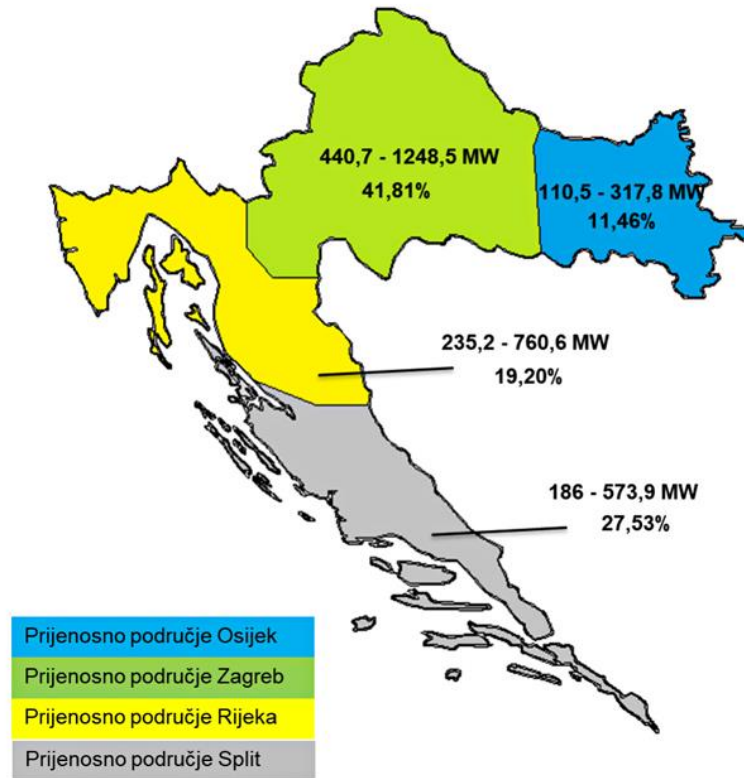 440,7 - 1248,5 MW
41,81%
110,5 - 317,8 MW
11,46%
235,2 - 760,6 MW
19,20%
186 - 573,9 MW
27,53%
Prijenosno područje Osijek
Prijenosno područje Zagreb
Prijenosno područje Rijeka
Prijenosno područje Split